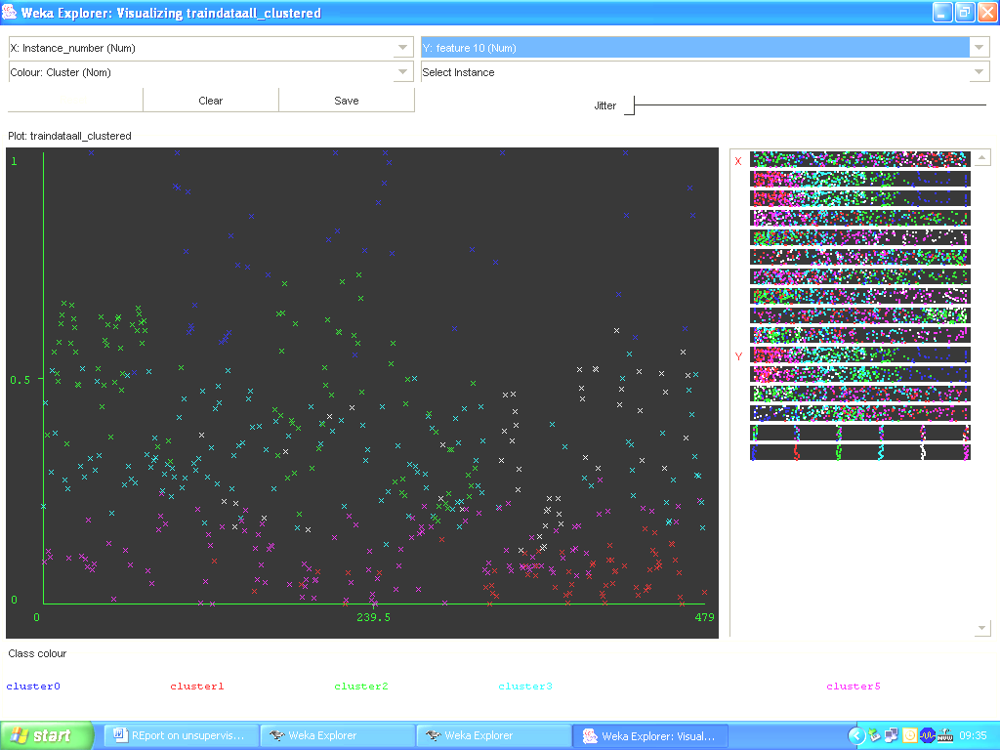 Weka Explorer: Visualizing traindataall_clustered
X: Instance_number (Num)
Y: feature 10 (Num)
Colour: Cluster (Nom)
Select Instance
Clear
Save
Jitter
Plot: traindataall_clustered
1
0.5
0
0
239.5
479
X
Y
Class colour
cluster0
cluster1
cluster2
cluster3
cluster5
start
REport on unsupervis...
Weka Explorer
Weka Explorer
Weka Explorer: Visual...
09:35